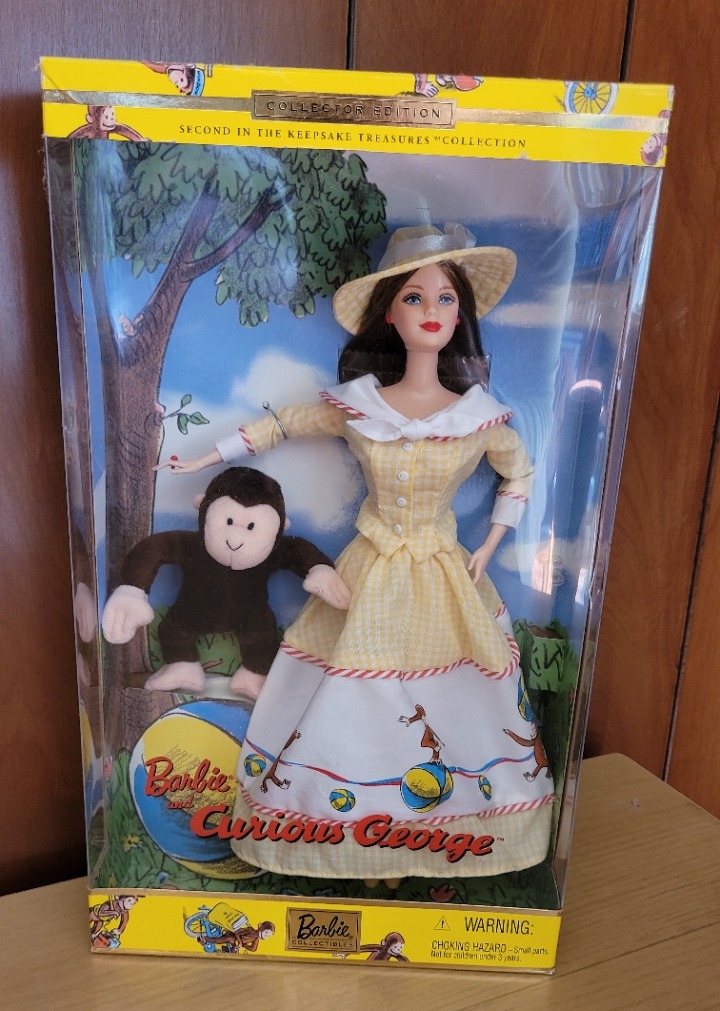 COLLECTOR EDITION
SECOND IN THE KEEPSAKE TREASURES™ COLLECTION
Barbie®
and
Curious George™
Barbie
COLLECTIBLES
⚠ WARNING:
CHOKING HAZARD – Small parts
Not for children under 3 years.